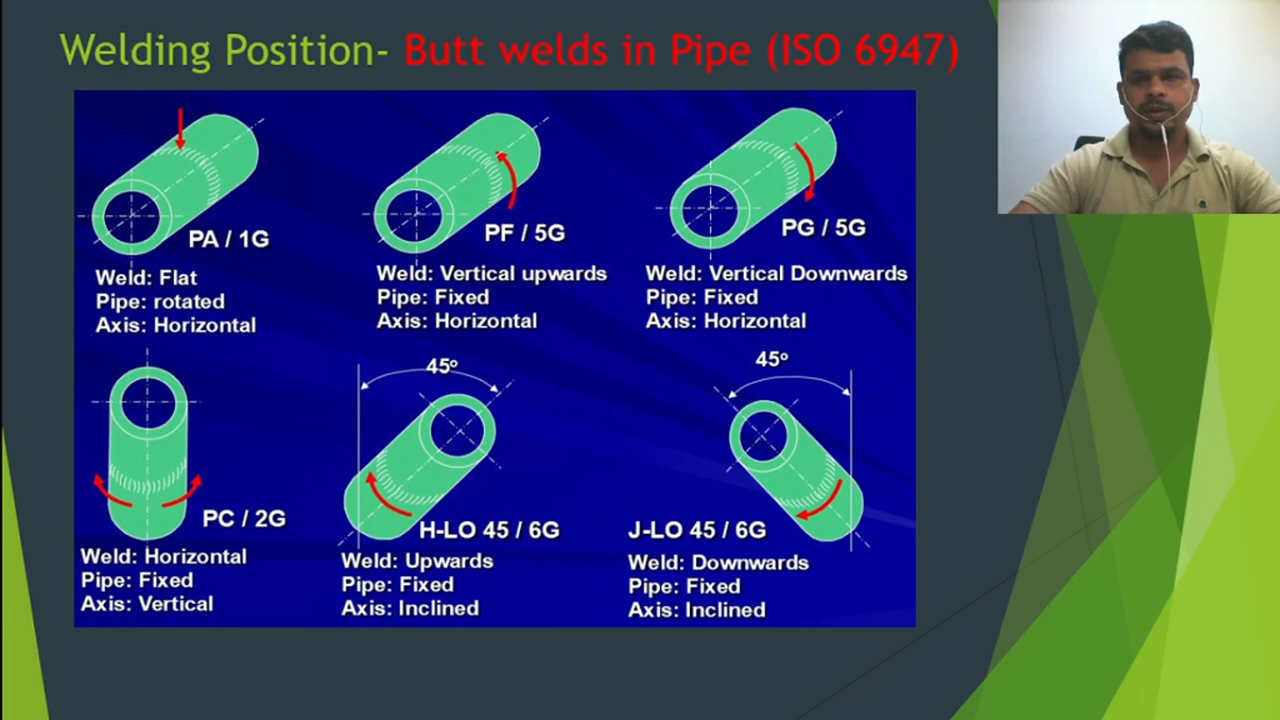 Welding Position- Butt welds in Pipe (ISO 6947)
PA / 1G
Weld: Flat
Pipe: rotated
Axis: Horizontal
PF / 5G
Weld: Vertical upwards
Pipe: Fixed
Axis: Horizontal
PG / 5G
Weld: Vertical Downwards
Pipe: Fixed
Axis: Horizontal
PC / 2G
Weld: Horizontal
Pipe: Fixed
Axis: Vertical
45º
H-LO 45 / 6G
Weld: Upwards
Pipe: Fixed
Axis: Inclined
45º
J-LO 45 / 6G
Weld: Downwards
Pipe: Fixed
Axis: Inclined